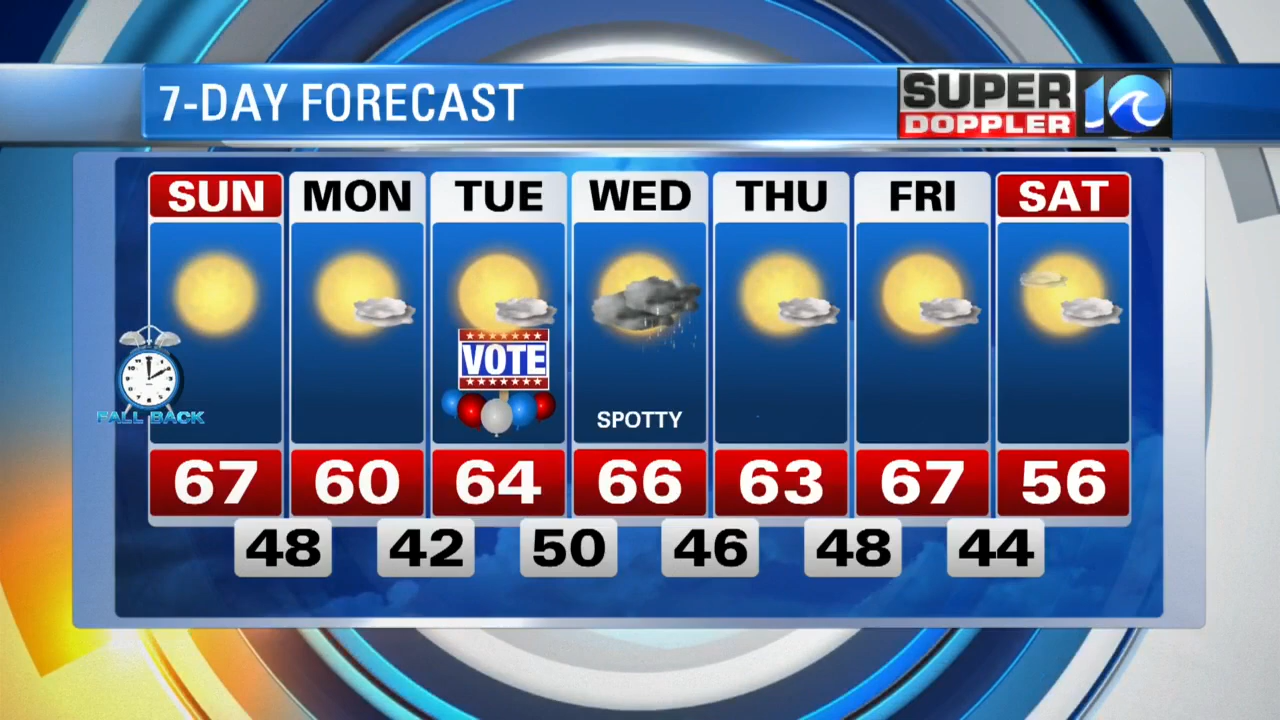 7-DAY FORECAST
SUPER
DOPPLER
10
SUN MON TUE WED THU FRI SAT
VOTE
FALL BACK
SPOTTY
67 60 64 66 63 67 56
48 42 50 46 48 44